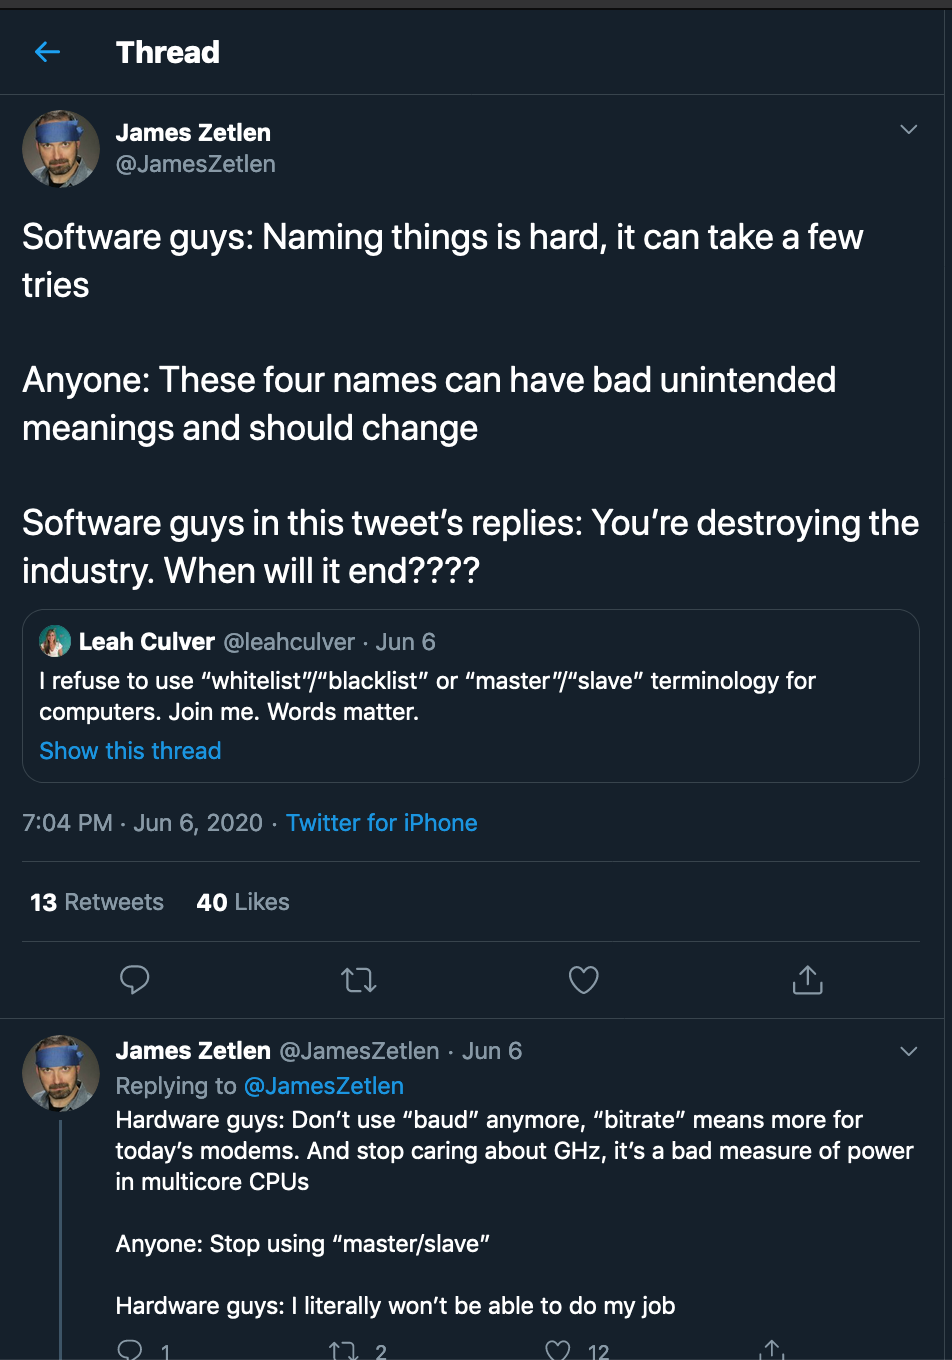 Thread
James Zetlen
@JamesZetlen
Software guys: Naming things is hard, it can take a few
tries
Anyone: These four names can have bad unintended
meanings and should change
Software guys in this tweet’s replies: You’re destroying the
industry. When will it end????
Leah Culver @leahculver · Jun 6
I refuse to use “whitelist”/“blacklist” or “master”/“slave” terminology for
computers. Join me. Words matter.
Show this thread
7:04 PM · Jun 6, 2020 · Twitter for iPhone
13 Retweets 40 Likes
James Zetlen @JamesZetlen · Jun 6
Replying to @JamesZetlen
Hardware guys: Don’t use “baud” anymore, “bitrate” means more for
today’s modems. And stop caring about GHz, it’s a bad measure of power
in multicore CPUs
Anyone: Stop using “master/slave”
Hardware guys: I literally won’t be able to do my job
1 2 12